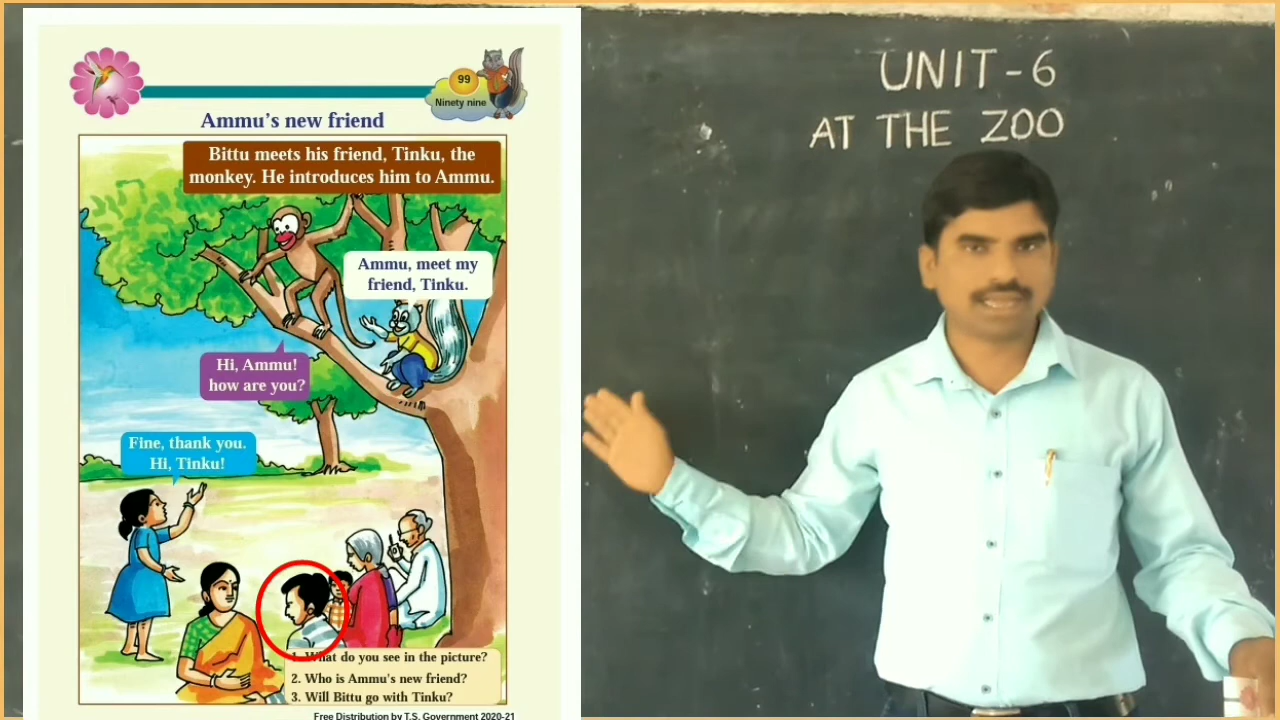 99
Ninety nine
Ammu's new friend
Bittu meets his friend, Tinku, the
monkey. He introduces him to Ammu.
Ammu, meet my
friend, Tinku.
Hi, Ammu!
how are you?
Fine, thank you.
Hi, Tinku!
1. What do you see in the picture?
2. Who is Ammu's new friend?
3. Will Bittu go with Tinku?
Free Distribution by T.S. Government 2020-21
UNIT-6
AT THE ZOO